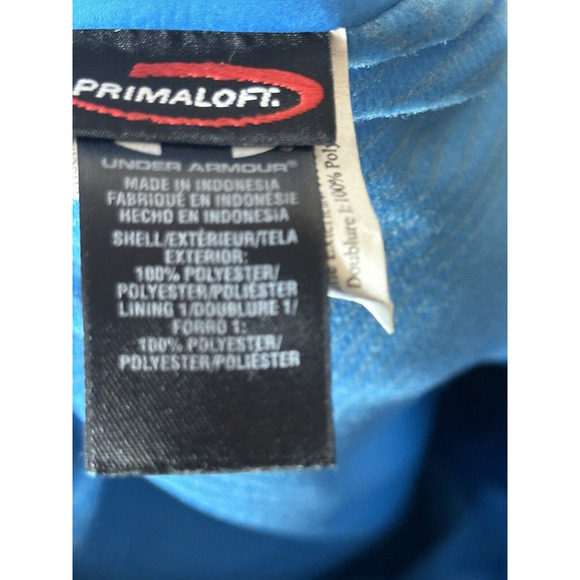 PRIMALOFT®
UNDER ARMOUR®
MADE IN INDONESIA
FABRIQUÉ EN INDONÉSIE
HECHO EN INDONESIA
SHELL/EXTÉRIEUR/TELA
EXTERIOR:
100% POLYESTER/
POLYESTER/POLIÉSTER
LINING 1/DOUBLURE 1/
FORRO 1:
100% POLYESTER/
POLYESTER/POLIÉSTER
Doublure 1:100% Poly